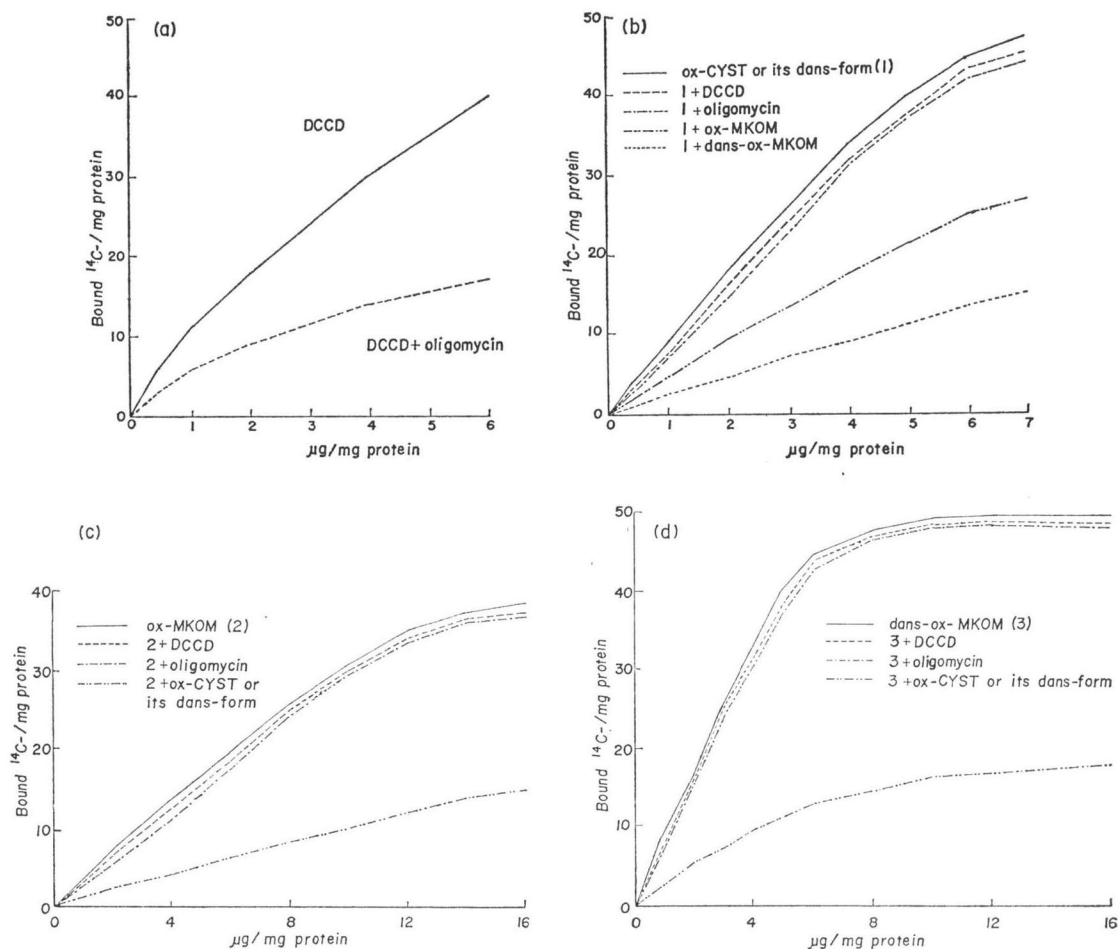 (a)
50
40
30
20
10
0
Bound ¹⁴C-/mg protein
DCCD
DCCD + oligomycin
0 1 2 3 4 5 6
µg/mg protein
(b)
50
40
30
20
10
0
Bound ¹⁴C-/mg protein
ox-CYST or its dans-form (1)
1 + DCCD
1 + oligomycin
1 + ox-MKOM
1 + dans-ox-MKOM
0 1 2 3 4 5 6 7
µg/mg protein
(c)
40
30
20
10
0
Bound ¹⁴C-/mg protein
ox-MKOM (2)
2 + DCCD
2 + oligomycin
2 + ox-CYST or
its dans-form
0 4 8 12 16
µg/mg protein
(d)
50
40
30
20
10
0
Bound ¹⁴C-/mg protein
dans-ox-MKOM (3)
3 + DCCD
3 + oligomycin
3 + ox-CYST or its dans-form
0 4 8 12 16
µg/mg protein